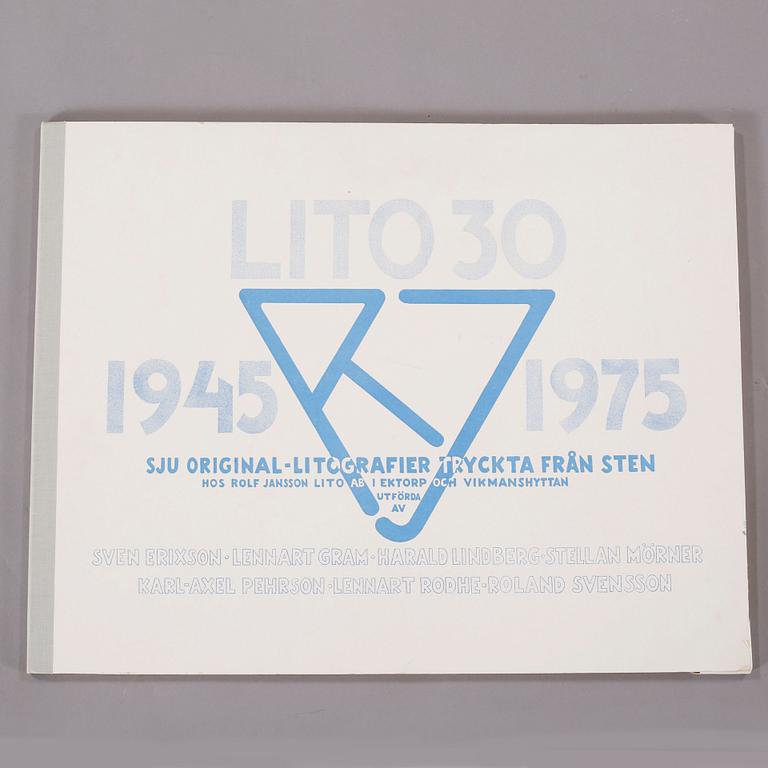 LITO 30
RJ
1945 1975
SJU ORIGINAL-LITOGRAFIER TRYCKTA FRÅN STEN
HOS ROLF JANSSON LITO AB I EKTORP OCH VIKMANSHYTTAN
UTFÖRDA
AV
SVEN ERIXSON · LENNART GRAM · HARALD LINDBERG · STELLAN MÖRNER
KARL-AXEL PEHRSON · LENNART RODHE · ROLAND SVENSSON